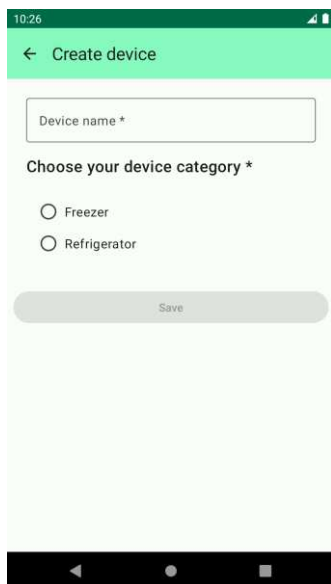 10:26
Create device
Device name *
Choose your device category *
Freezer
Refrigerator
Save